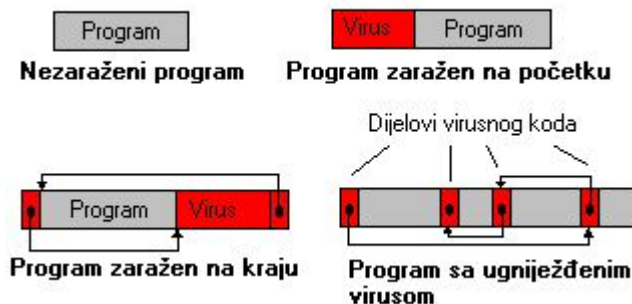 Program
Nezaraženi program
Virus Program
Program zaražen na početku
Dijelovi virusnog koda
Program Virus
Program zaražen na kraju
Program sa ugniježđenim
virusom